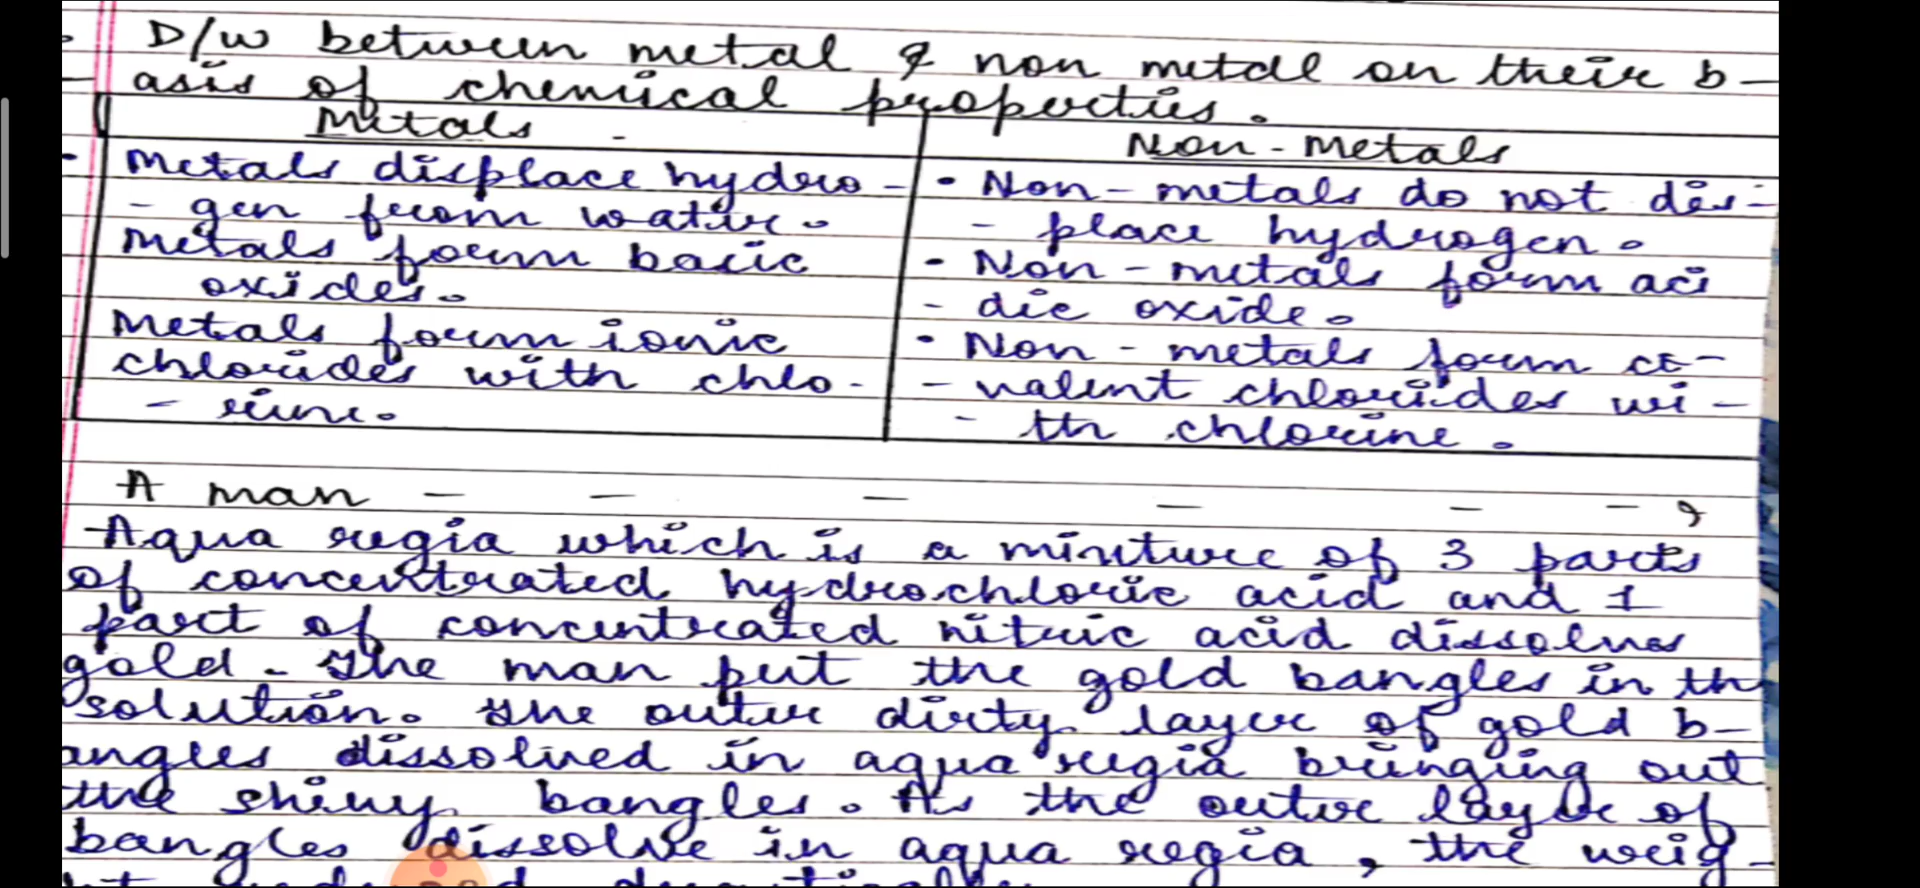 D/w between metal & non metal on their b-
- asis of chemical properties.
Metals
Non-Metals
Metals displace hydro-
- gen from water.
Metals form basic
oxides.
Metals form ionic
chlorides with chlo-
- rine.
• Non-metals do not dis-
- place hydrogen.
• Non-metals form aci
- dic oxide.
• Non-metals form co-
- valent chlorides wi-
- th chlorine.
A man - - - - - - ,
Aqua regia which is a mixture of 3 parts
of concentrated hydrochloric acid and 1
part of concentrated nitric acid dissolves
gold. The man put the gold bangles in th
solution. The outer dirty layer of gold b-
angles dissolved in aqua regia bringing out
the shiny bangles. As the outer layer of
bangles dissolve in aqua regia, the weig-